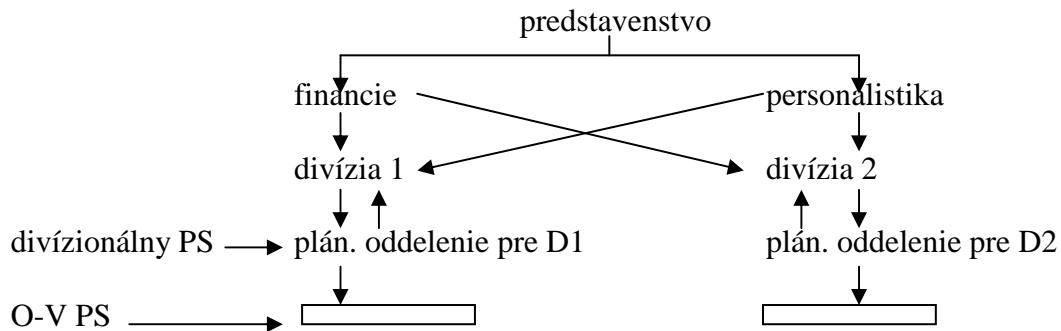 predstavenstvo
financie personalistika
divízia 1 divízia 2
divízionálny PS plán. oddelenie pre D1 plán. oddelenie pre D2
O-V PS